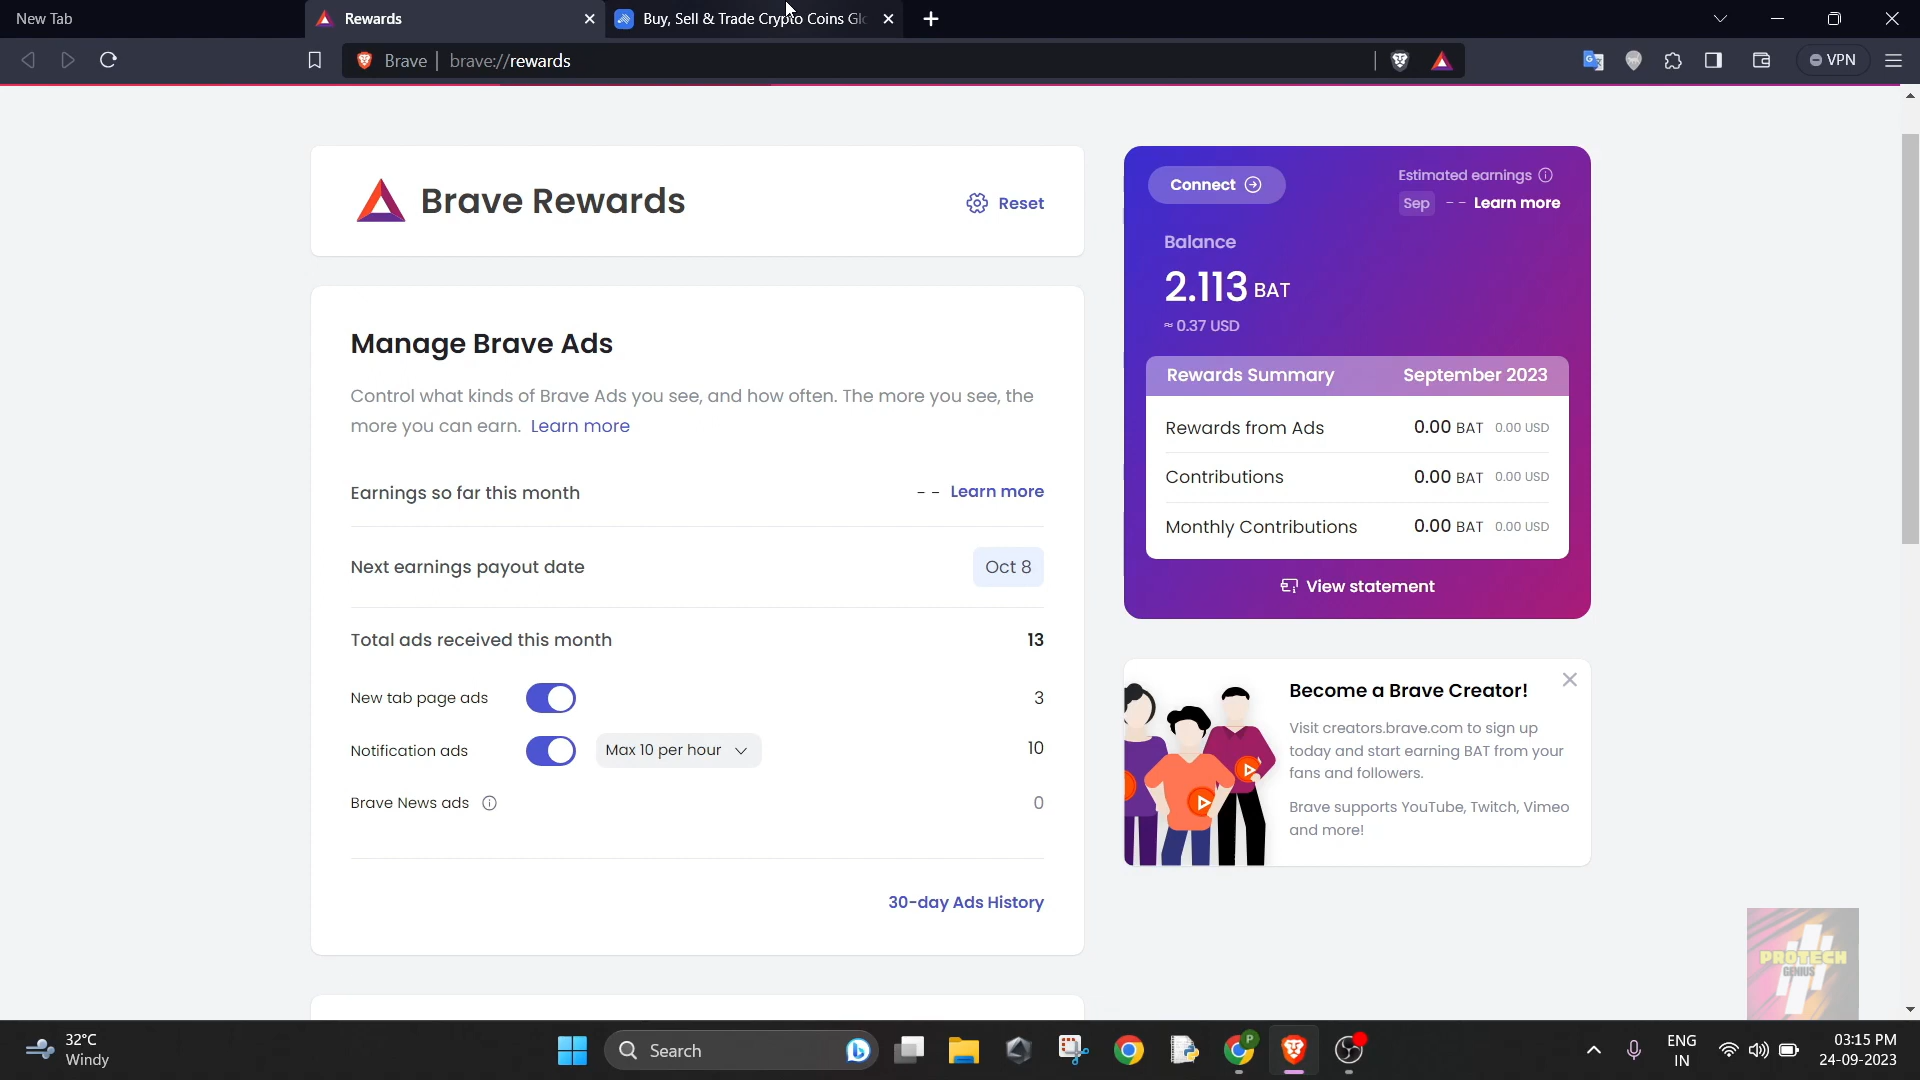 New Tab
Rewards
Buy, Sell & Trade Crypto Coins Glo
Brave
brave://rewards
VPN
Brave Rewards
Reset
Manage Brave Ads
Control what kinds of Brave Ads you see, and how often. The more you see, the
more you can earn. Learn more
Earnings so far this month - - Learn more
Next earnings payout date Oct 8
Total ads received this month 13
New tab page ads 3
Notification ads Max 10 per hour 10
Brave News ads 0
30-day Ads History
Connect
Estimated earnings
Sep - - Learn more
Balance
2.113 BAT
≈ 0.37 USD
Rewards Summary September 2023
Rewards from Ads 0.00 BAT 0.00 USD
Contributions 0.00 BAT 0.00 USD
Monthly Contributions 0.00 BAT 0.00 USD
View statement
Become a Brave Creator!
Visit creators.brave.com to sign up
today and start earning BAT from your
fans and followers.
Brave supports YouTube, Twitch, Vimeo
and more!
PROTECH
GENIUS
32°C
Windy
Search
P
ENG
IN
03:15 PM
24-09-2023